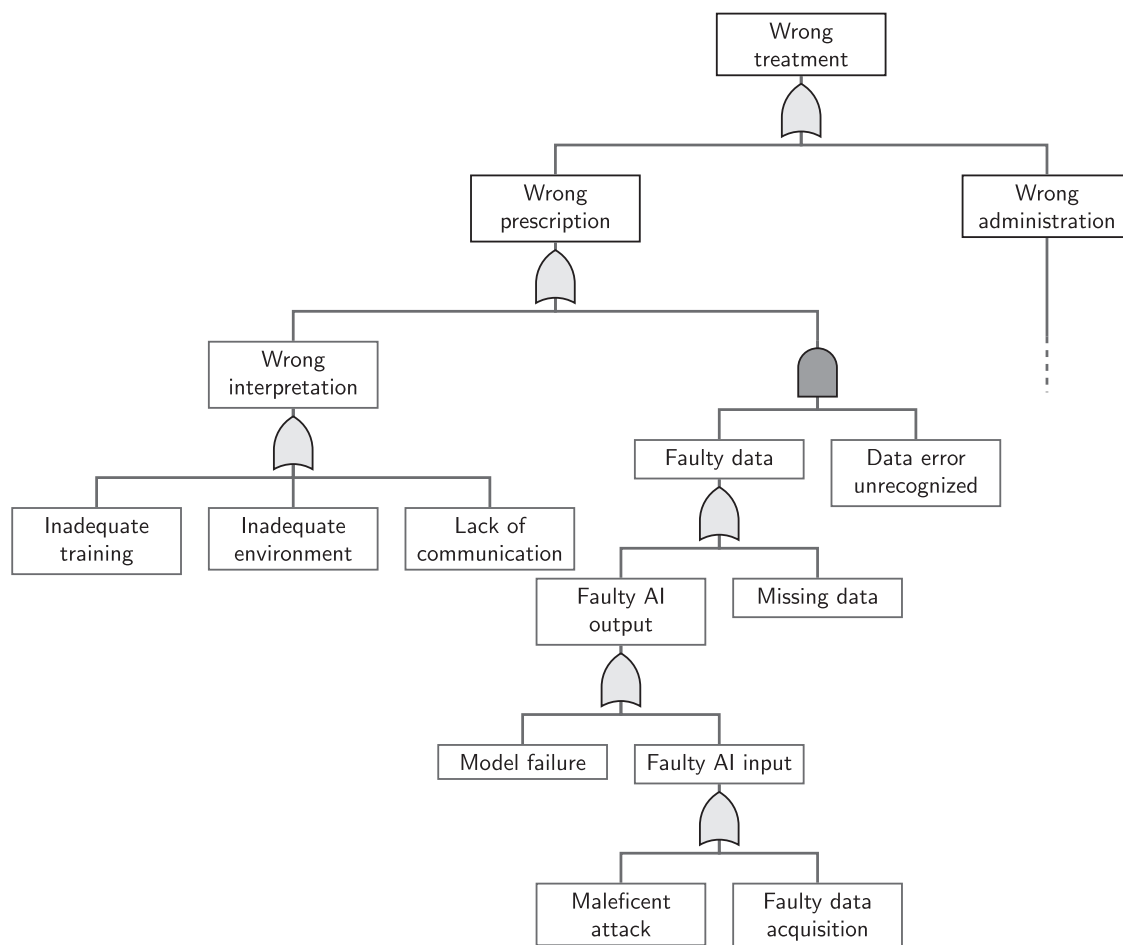 Wrong
treatment
Wrong
prescription
Wrong
administration
Wrong
interpretation
Faulty data
Data error
unrecognized
Inadequate
training
Inadequate
environment
Lack of
communication
Faulty AI
output
Missing data
Model failure
Faulty AI input
Maleficent
attack
Faulty data
acquisition